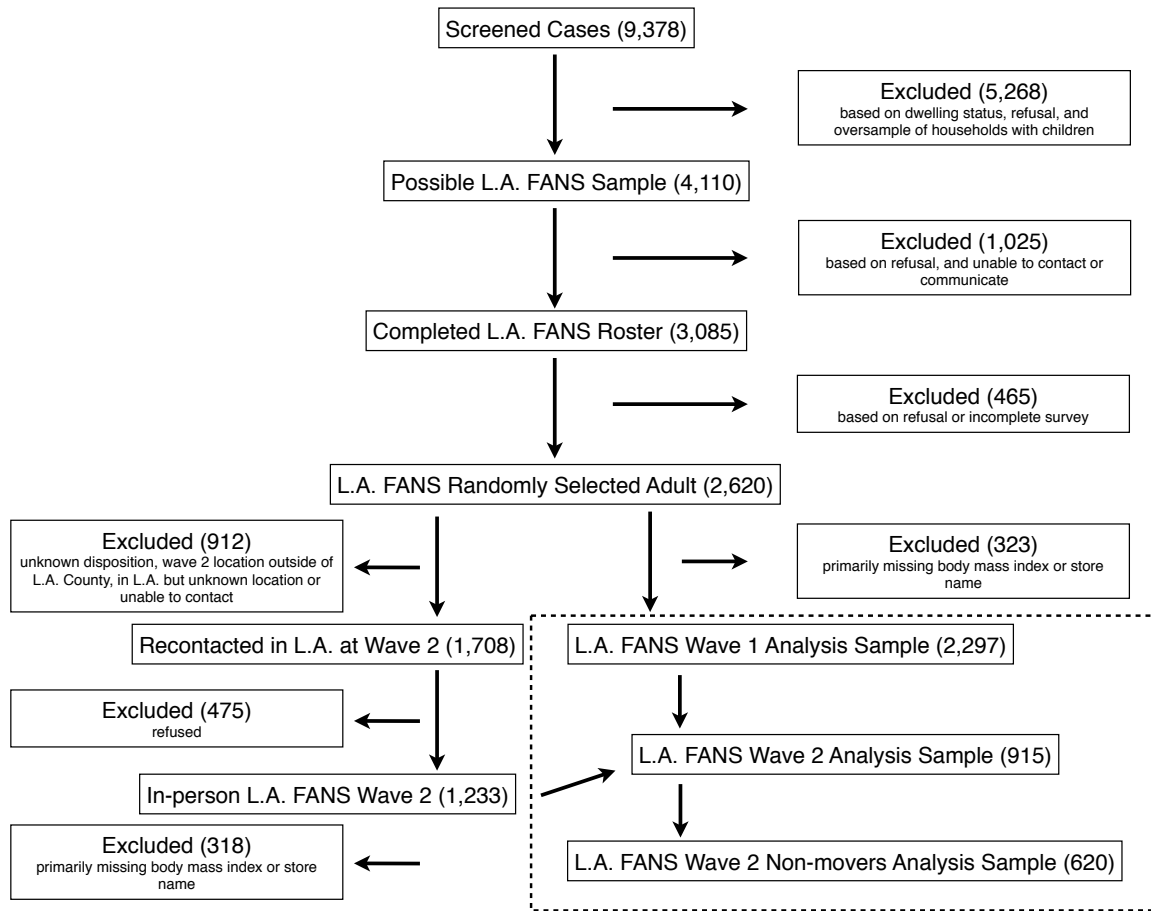 Screened Cases (9,378)
Excluded (5,268)
based on dwelling status, refusal, and
oversample of households with children
Possible L.A. FANS Sample (4,110)
Excluded (1,025)
based on refusal, and unable to contact or
communicate
Completed L.A. FANS Roster (3,085)
Excluded (465)
based on refusal or incomplete survey
L.A. FANS Randomly Selected Adult (2,620)
Excluded (912)
unknown disposition, wave 2 location outside of
L.A. County, in L.A. but unknown location or
unable to contact
Excluded (323)
primarily missing body mass index or store
name
Recontacted in L.A. at Wave 2 (1,708)
L.A. FANS Wave 1 Analysis Sample (2,297)
Excluded (475)
refused
L.A. FANS Wave 2 Analysis Sample (915)
In-person L.A. FANS Wave 2 (1,233)
Excluded (318)
primarily missing body mass index or store
name
L.A. FANS Wave 2 Non-movers Analysis Sample (620)